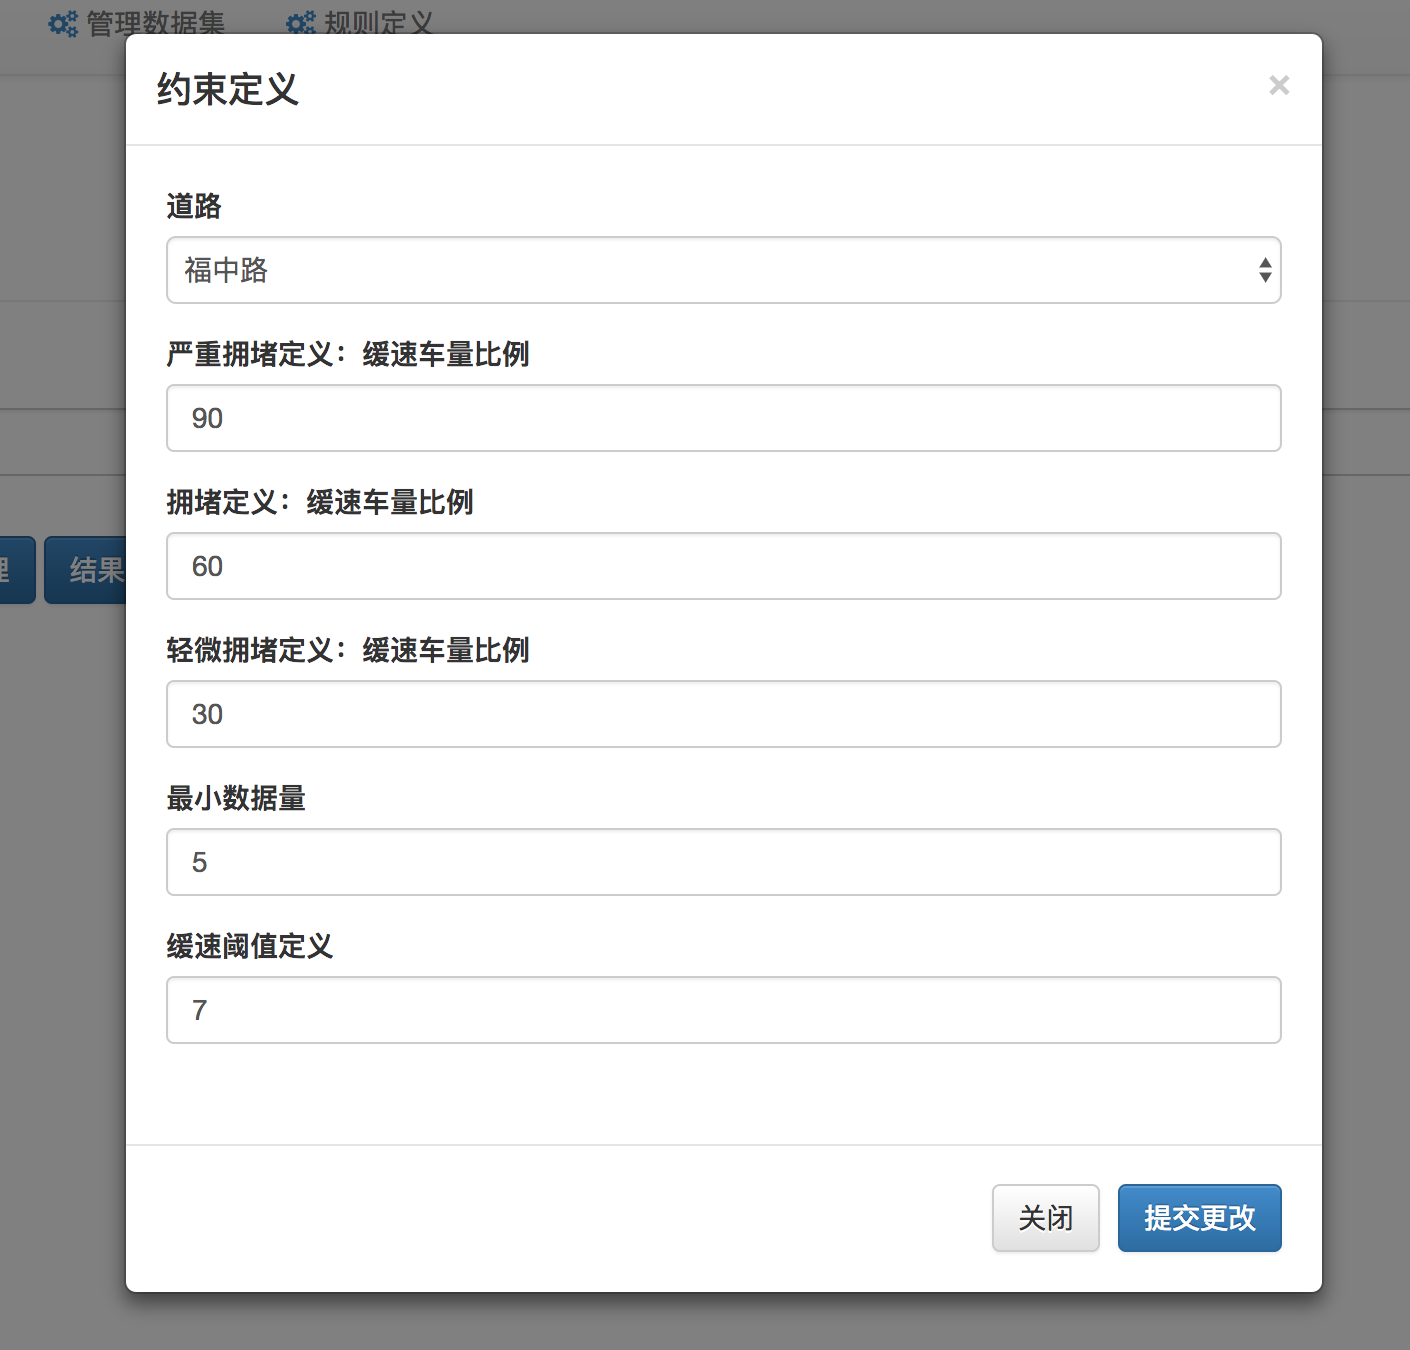 管理数据集 规则定义
约束定义
×
道路
福中路
严重拥堵定义：缓速车量比例
90
拥堵定义：缓速车量比例
60
轻微拥堵定义：缓速车量比例
30
最小数据量
5
缓速阈值定义
7
结果
关闭 提交更改